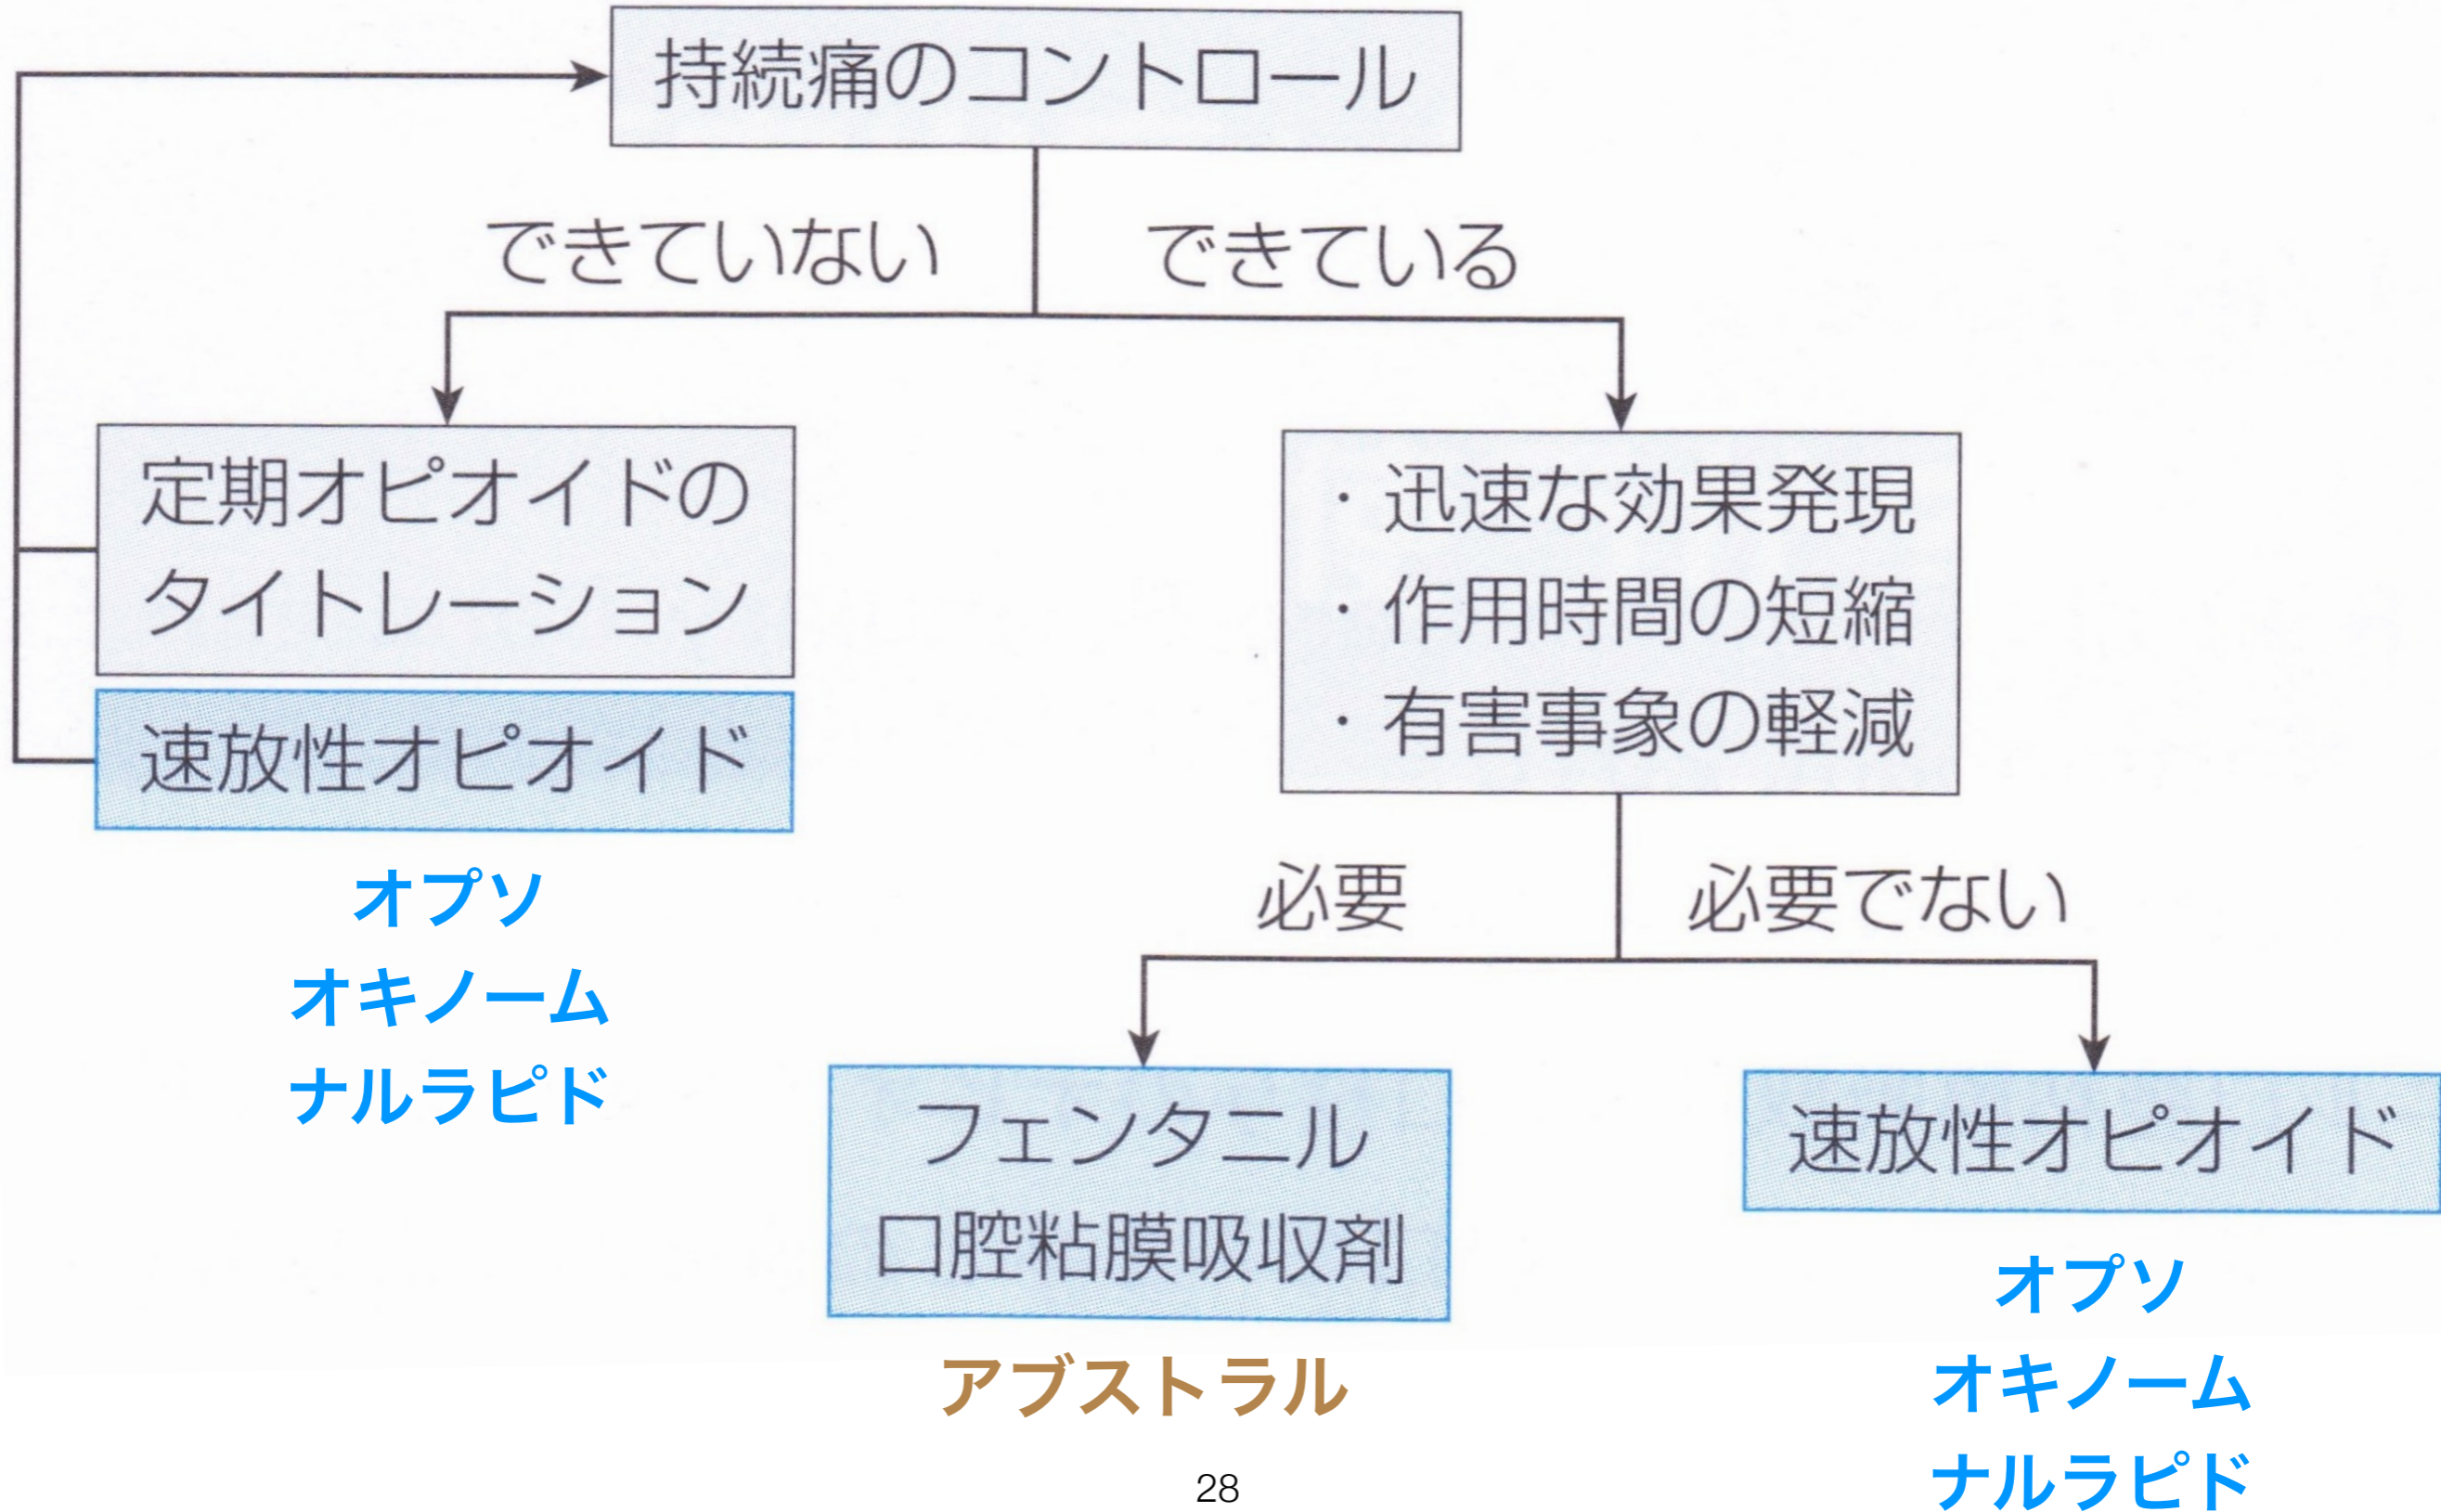 持続痛のコントロール
できていない
できている
定期オピオイドの
タイトレーション
速放性オピオイド
オプソ
オキノーム
ナルラピド
・迅速な効果発現
・作用時間の短縮
・有害事象の軽減
必要
必要でない
フェンタニル
口腔粘膜吸収剤
アブストラル
速放性オピオイド
オプソ
オキノーム
ナルラピド
28